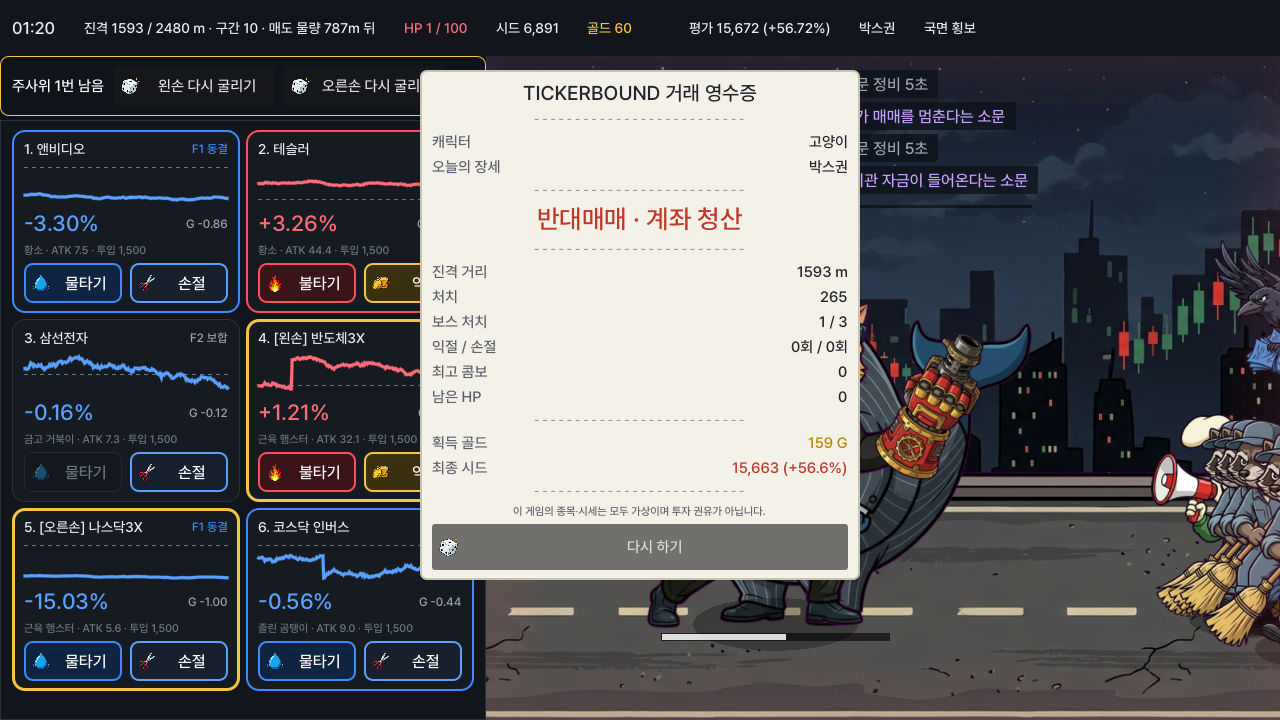 01:20
진격 1593 / 2480 m · 구간 10 · 매도 물량 787m 뒤
HP 1 / 100
시드 6,891
골드 60
평가 15,672 (+56.72%)
박스권
국면 횡보
주사위 1번 남음
왼손 다시 굴리기
오른손 다시 굴리
문 정비 5초
가 매매를 멈춘다는 소문
문 정비 5초
관 자금이 들어온다는 소문
1. 앤비디오
F1 동결
-3.30%
G -0.86
황소 · ATK 7.5 · 투입 1,500
물타기
손절
2. 테슬러
+3.26%
황소 · ATK 44.4 · 투입 1,500
불타기
3. 삼선전자
F2 보합
-0.16%
G -0.12
금고 거북이 · ATK 7.3 · 투입 1,500
물타기
손절
4. [왼손] 반도체3X
+1.21%
근육 햄스터 · ATK 32.1 · 투입 1,500
불타기
5. [오른손] 나스닥3X
F1 동결
-15.03%
G -1.00
근육 햄스터 · ATK 5.6 · 투입 1,500
물타기
손절
6. 코스닥 인버스
-0.56%
G -0.44
졸린 곰탱이 · ATK 9.0 · 투입 1,500
물타기
손절
TICKERBOUND 거래 영수증
캐릭터 고양이
오늘의 장세 박스권
반대매매 · 계좌 청산
진격 거리 1593 m
처치 265
보스 처치 1 / 3
익절 / 손절 0회 / 0회
최고 콤보 0
남은 HP 0
획득 골드 159 G
최종 시드 15,663 (+56.6%)
이 게임의 종목·시세는 모두 가상이며 투자 권유가 아닙니다.
다시 하기